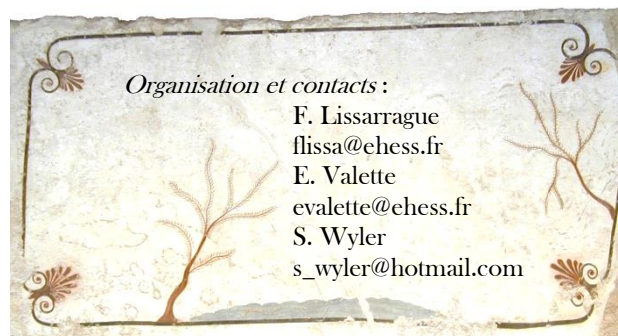 Organisation et contacts :
F. Lissarrague
flissa@ehess.fr
E. Valette
evalette@ehess.fr
S. Wyler
s_wyler@hotmail.com